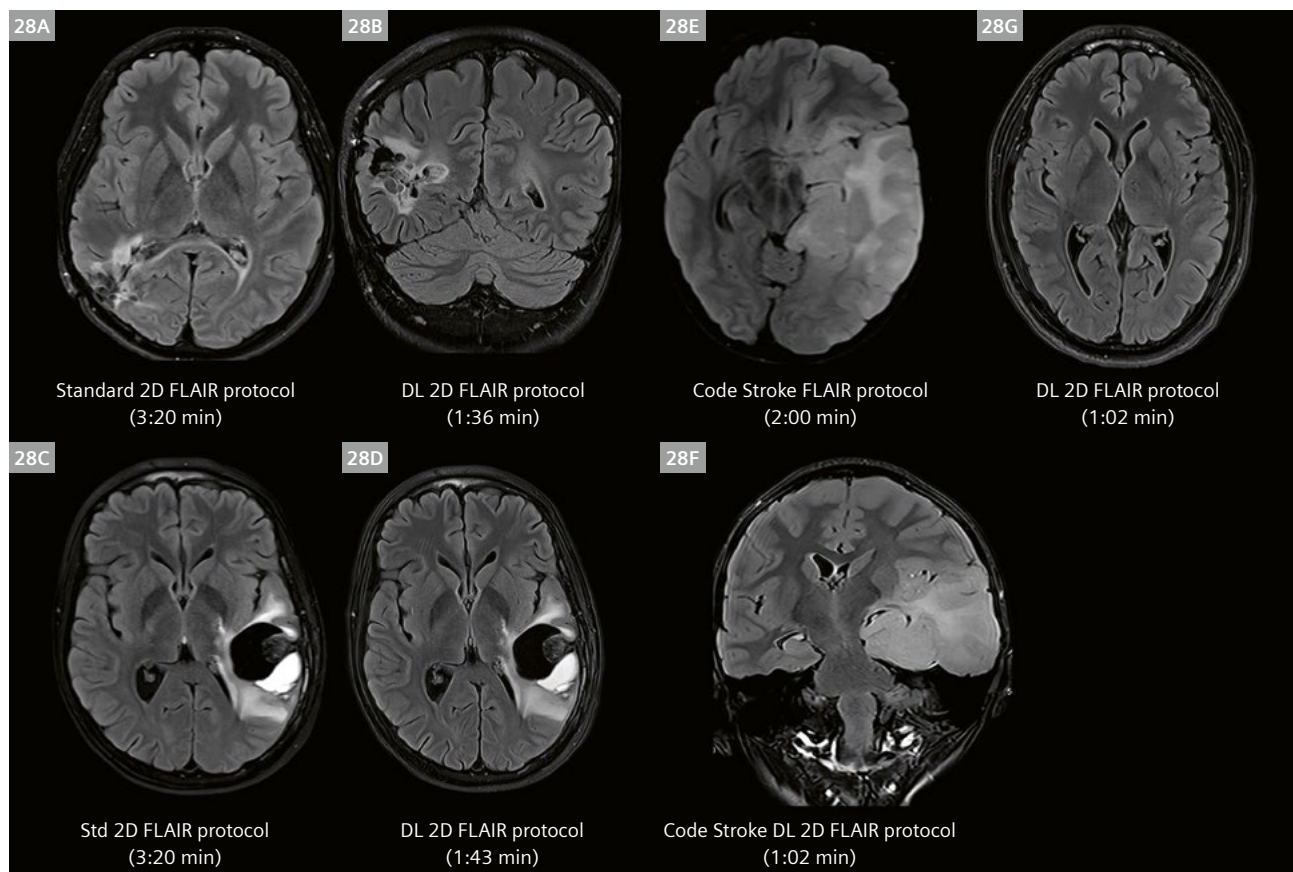 28A
28B
28E
28G
Standard 2D FLAIR protocol
(3:20 min)
DL 2D FLAIR protocol
(1:36 min)
Code Stroke FLAIR protocol
(2:00 min)
DL 2D FLAIR protocol
(1:02 min)
28C
28D
28F
Std 2D FLAIR protocol
(3:20 min)
DL 2D FLAIR protocol
(1:43 min)
Code Stroke DL 2D FLAIR protocol
(1:02 min)